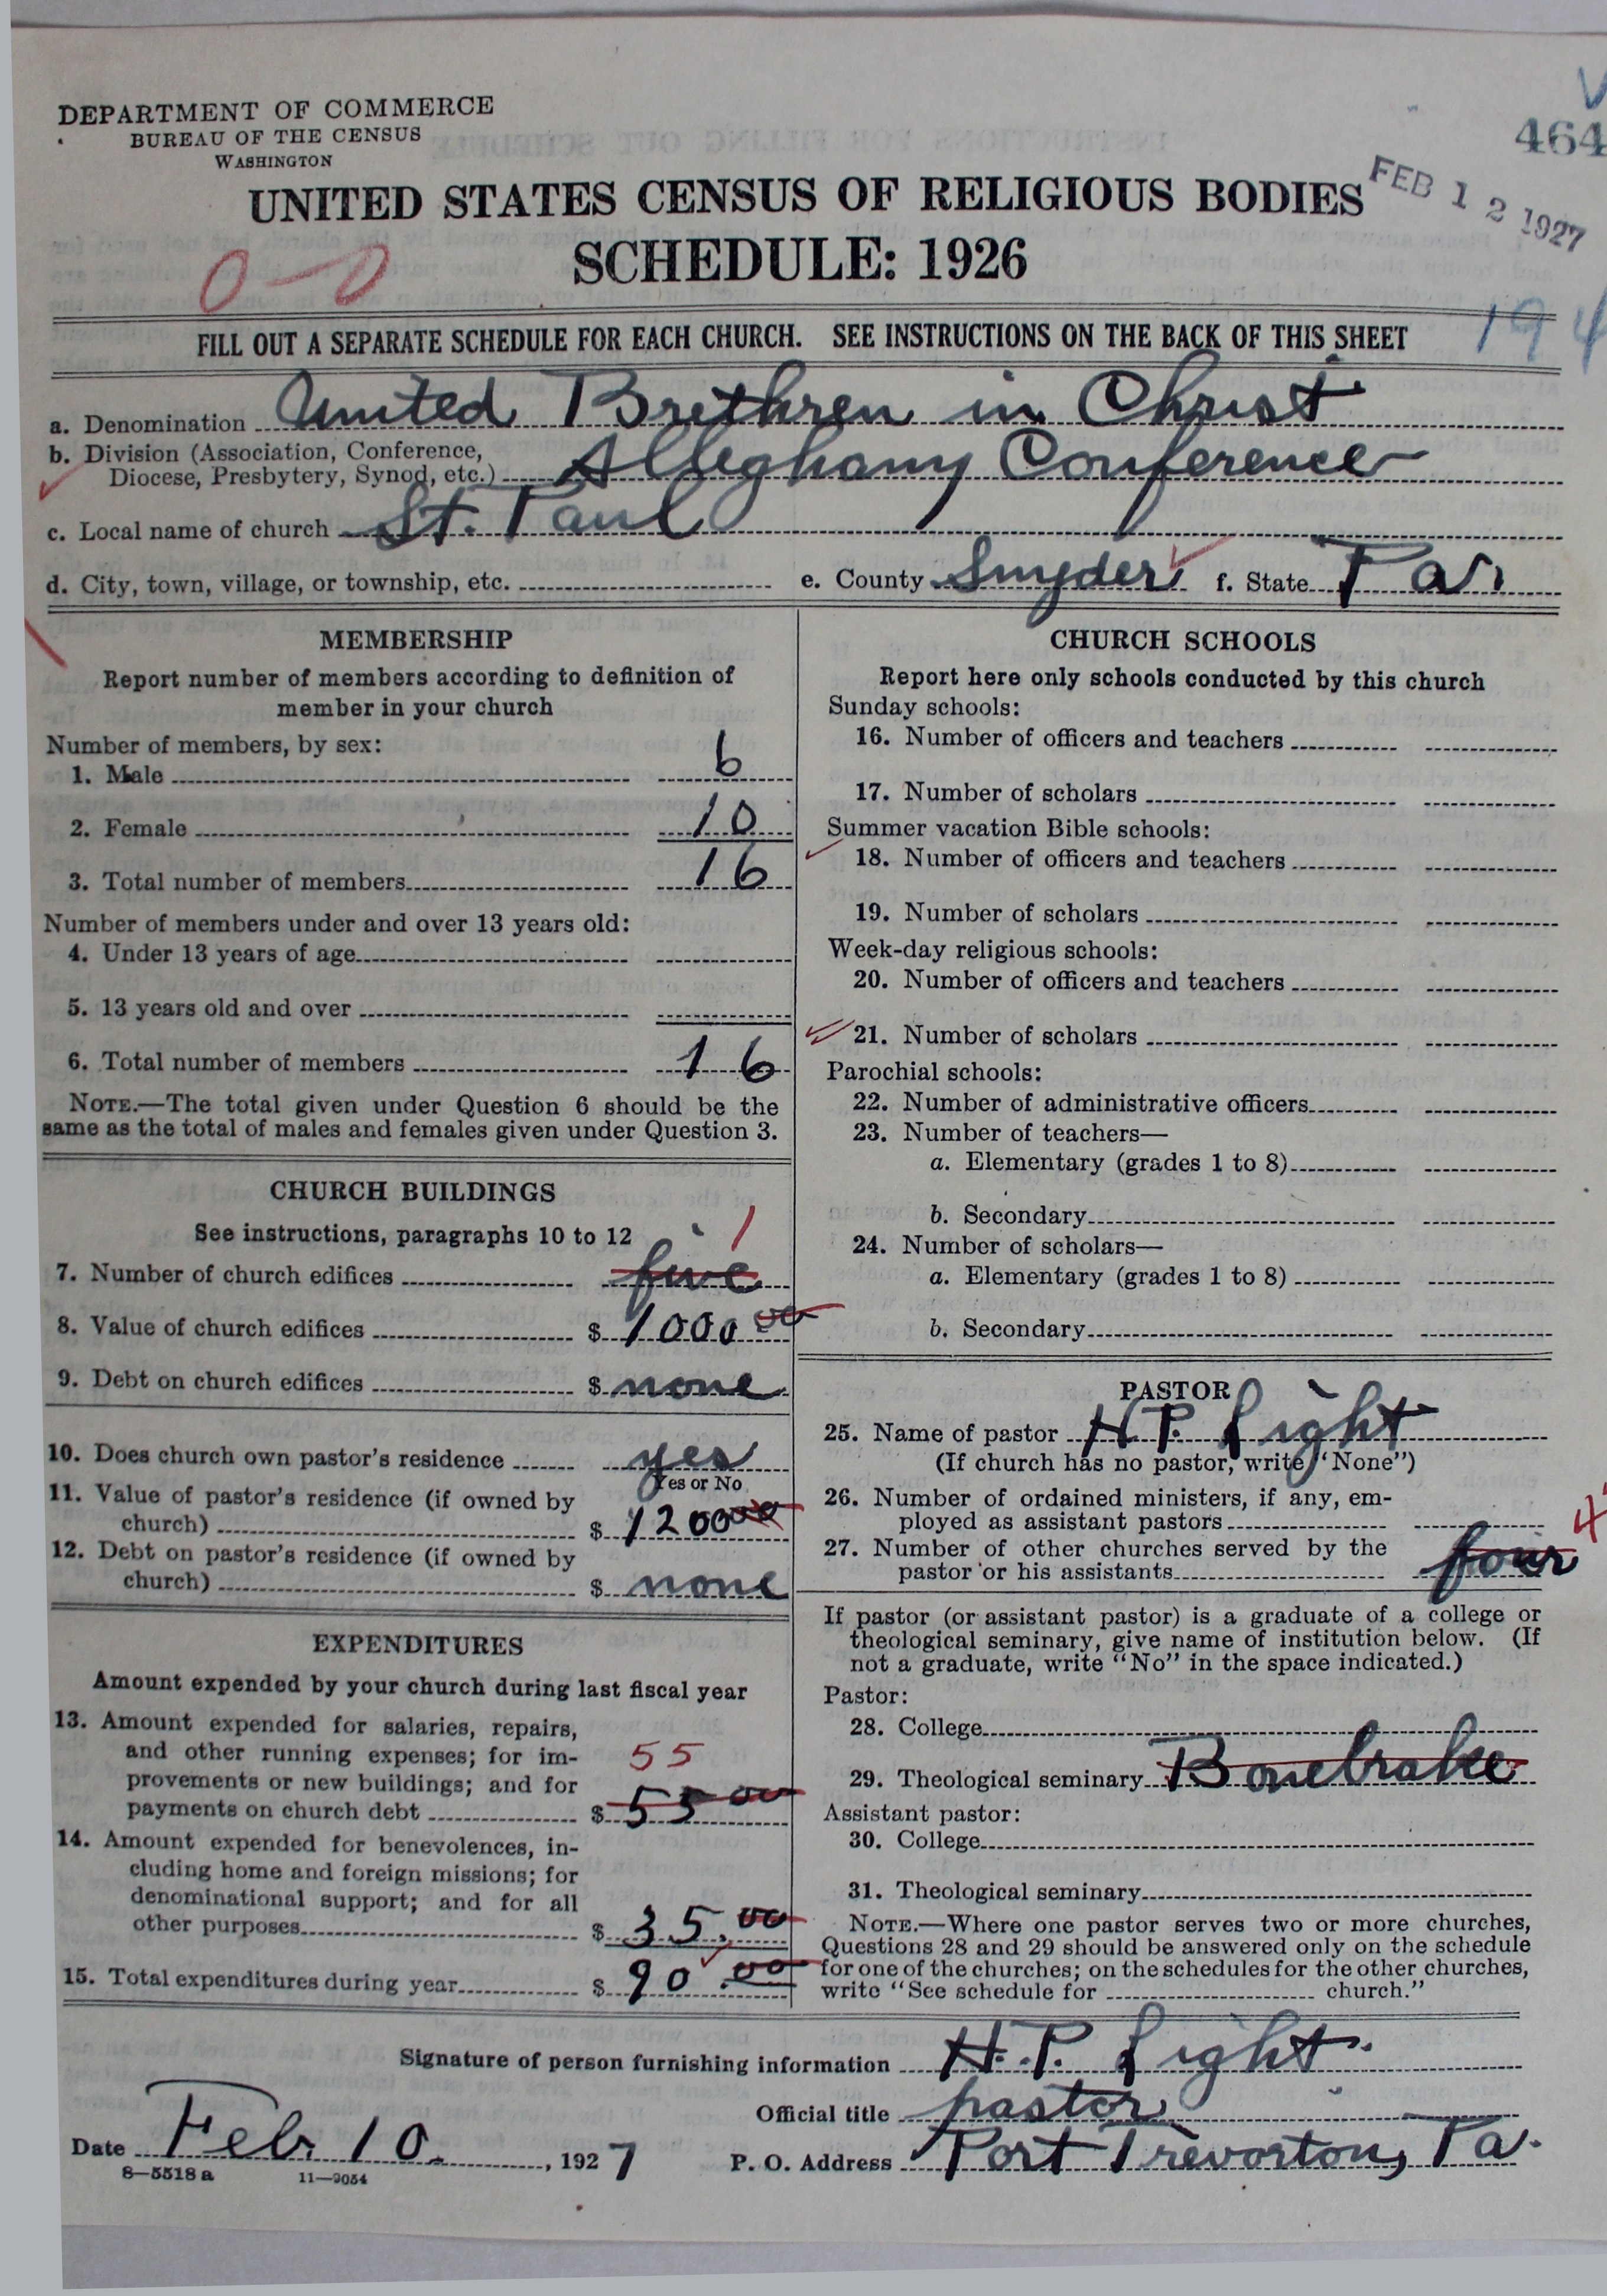 DEPARTMENT OF COMMERCE
BUREAU OF THE CENSUS
WASHINGTON
464
FEB 12 1927
UNITED STATES CENSUS OF RELIGIOUS BODIES
SCHEDULE: 1926
0-0
194
FILL OUT A SEPARATE SCHEDULE FOR EACH CHURCH. SEE INSTRUCTIONS ON THE BACK OF THIS SHEET
a. Denomination United Brethren in Christ
b. Division (Association, Conference,
Diocese, Presbytery, Synod, etc.) Alleghany Conference
c. Local name of church St. Paul
d. City, town, village, or township, etc. e. County Snyder f. State Pa.
MEMBERSHIP
Report number of members according to definition of
member in your church
Number of members, by sex:
1. Male 6
2. Female 10
3. Total number of members 16
Number of members under and over 13 years old:
4. Under 13 years of age
5. 13 years old and over
6. Total number of members 16
NOTE.—The total given under Question 6 should be the
same as the total of males and females given under Question 3.
CHURCH BUILDINGS
See instructions, paragraphs 10 to 12
1
7. Number of church edifices five
8. Value of church edifices $ 1000 00
9. Debt on church edifices $ none
10. Does church own pastor's residence yes
Yes or No
11. Value of pastor's residence (if owned by
church) $ 1200 00
12. Debt on pastor's residence (if owned by
church) $ none
EXPENDITURES
Amount expended by your church during last fiscal year
13. Amount expended for salaries, repairs,
and other running expenses; for im- 55
provements or new buildings; and for
payments on church debt $ 55 00
14. Amount expended for benevolences, in-
cluding home and foreign missions; for
denominational support; and for all
other purposes $ 35.00
15. Total expenditures during year $ 90.00
CHURCH SCHOOLS
Report here only schools conducted by this church
Sunday schools:
16. Number of officers and teachers
17. Number of scholars
Summer vacation Bible schools:
18. Number of officers and teachers
19. Number of scholars
Week-day religious schools:
20. Number of officers and teachers
21. Number of scholars
Parochial schools:
22. Number of administrative officers
23. Number of teachers—
a. Elementary (grades 1 to 8)
b. Secondary
24. Number of scholars—
a. Elementary (grades 1 to 8)
b. Secondary
PASTOR
25. Name of pastor H.P. Light
(If church has no pastor, write "None")
26. Number of ordained ministers, if any, em-
ployed as assistant pastors
4
27. Number of other churches served by the
pastor or his assistants four
If pastor (or assistant pastor) is a graduate of a college or
theological seminary, give name of institution below. (If
not a graduate, write "No" in the space indicated.)
Pastor:
28. College
29. Theological seminary Bonebrake
Assistant pastor:
30. College
31. Theological seminary
NOTE.—Where one pastor serves two or more churches,
Questions 28 and 29 should be answered only on the schedule
for one of the churches; on the schedules for the other churches,
write "See schedule for church."
Signature of person furnishing information H.P. Light
Official title pastor
Date Feb. 10. , 1927 P. O. Address Port Trevorton, Pa.
8—5518 a 11—9054